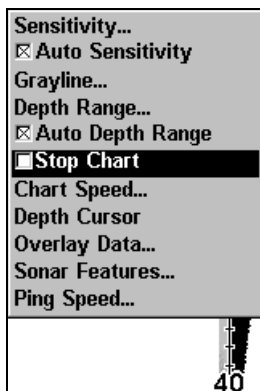 Sensitivity...
Auto Sensitivity
Grayline...
Depth Range...
Auto Depth Range
Stop Chart
Chart Speed...
Depth Cursor
Overlay Data...
Sonar Features...
Ping Speed...
40